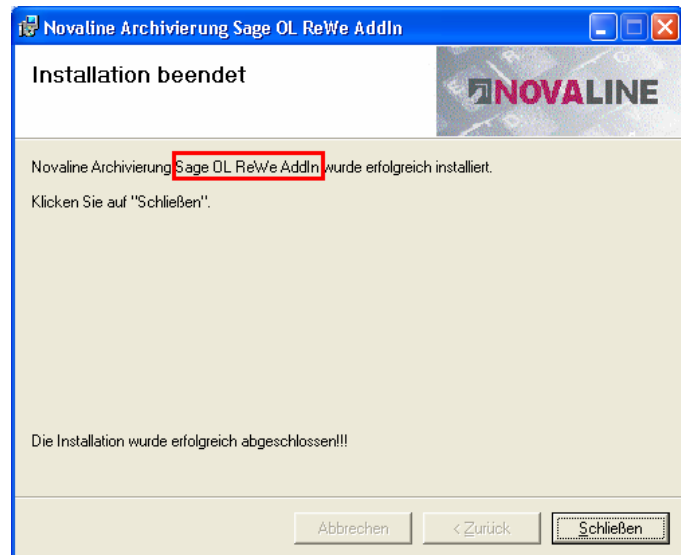 Novaline Archivierung Sage OL ReWe AddIn
Installation beendet
NOVALINE
Novaline Archivierung Sage OL ReWe AddIn wurde erfolgreich installiert.
Klicken Sie auf "Schließen".
Die Installation wurde erfolgreich abgeschlossen!!!
Abbrechen
< Zurück
Schließen